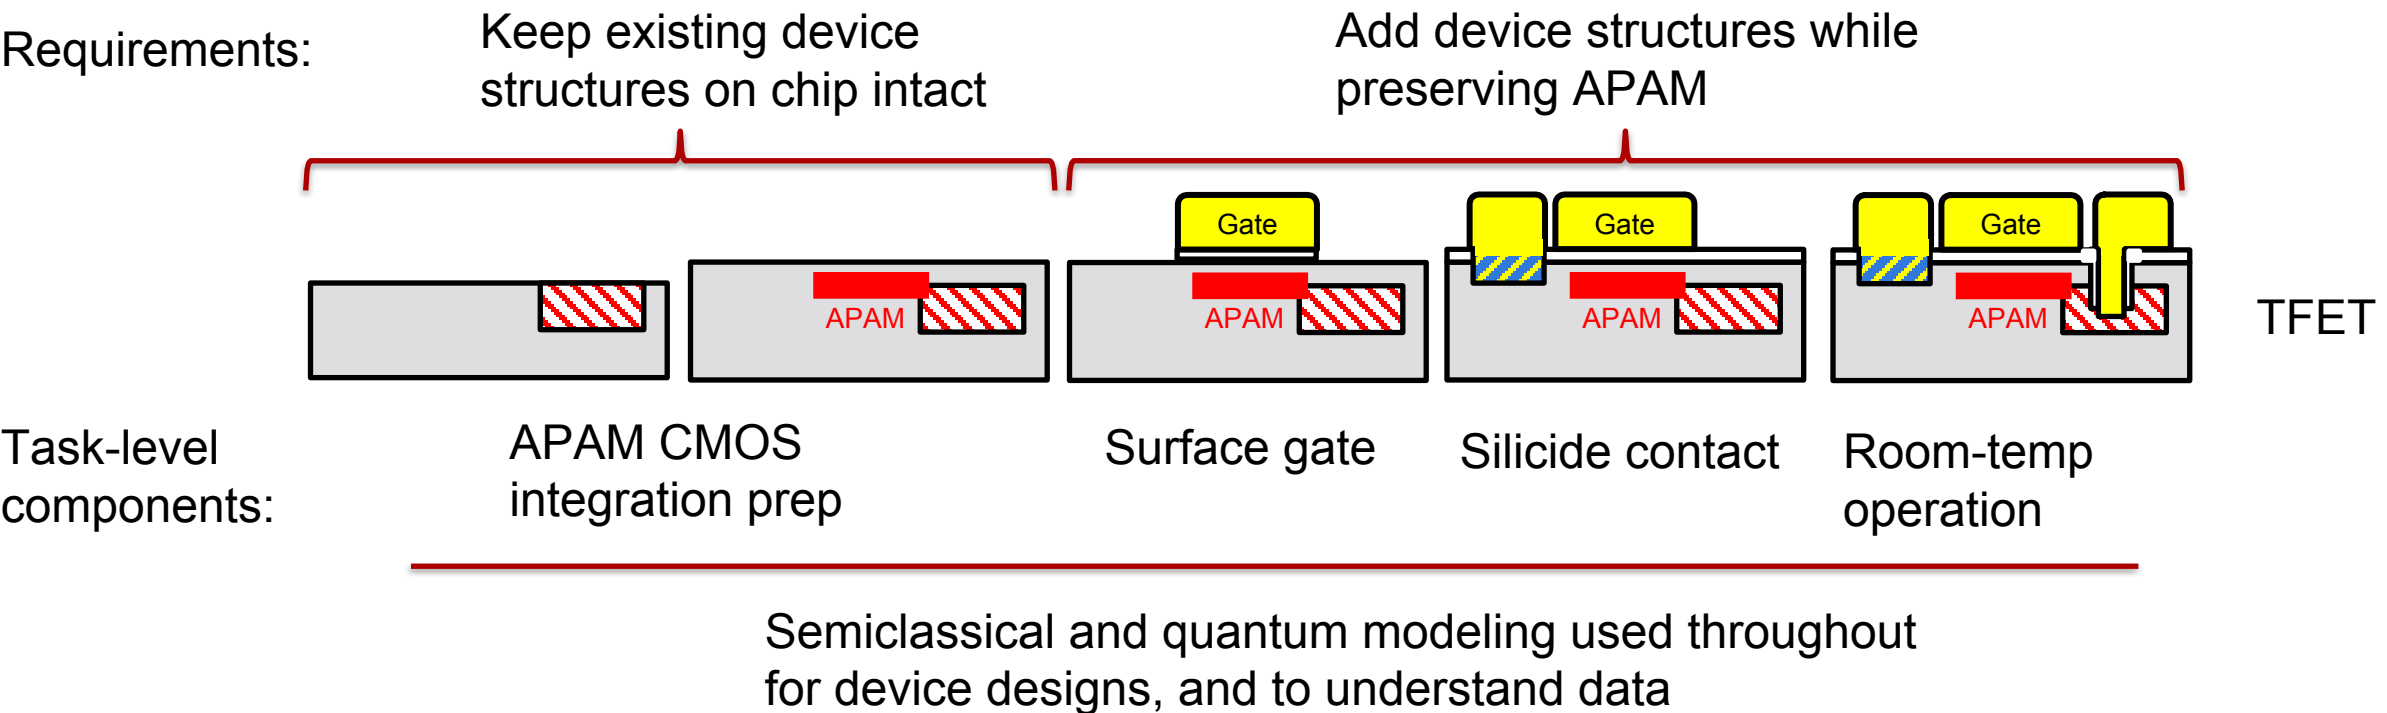 Requirements:
Keep existing device
structures on chip intact
Add device structures while
preserving APAM
Gate
Gate
Gate
APAM
APAM
APAM
APAM
TFET
Task-level
components:
APAM CMOS
integration prep
Surface gate
Silicide contact
Room-temp
operation
Semiclassical and quantum modeling used throughout
for device designs, and to understand data